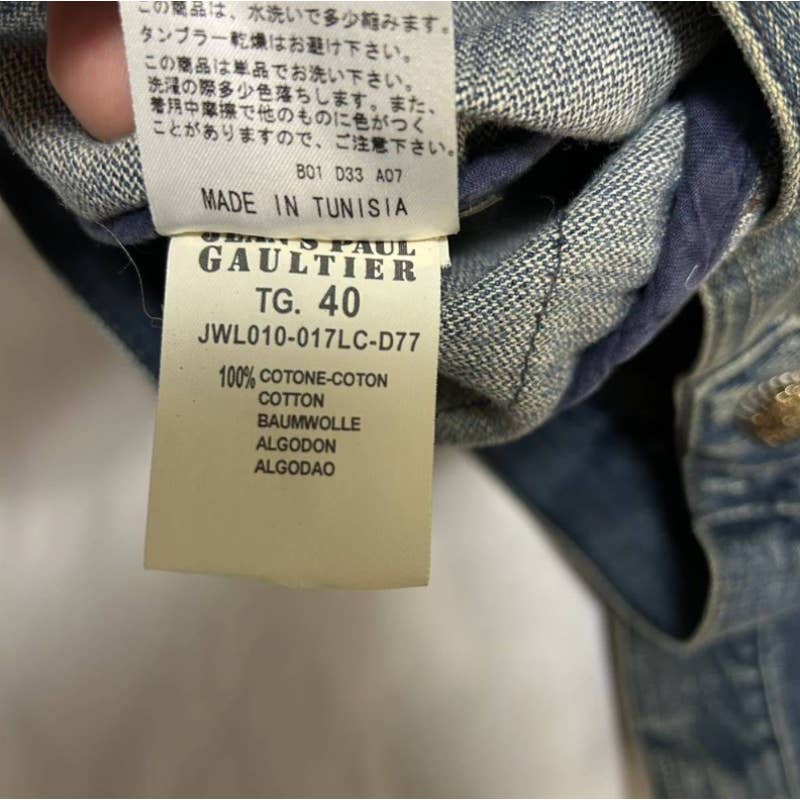 この商品は、水洗いで多少縮みます。
タンブラー乾燥はお避け下さい。
この商品は単品でお洗い下さい。
洗濯の際多少色落ちします。また、
着用中摩擦で他のものに色がつく
ことがありますので、ご注意下さい。
B01 D33 A07
MADE IN TUNISIA
JEAN'S PAUL
GAULTIER
TG. 40
JWL010-017LC-D77
100% COTONE-COTON
COTTON
BAUMWOLLE
ALGODON
ALGODAO